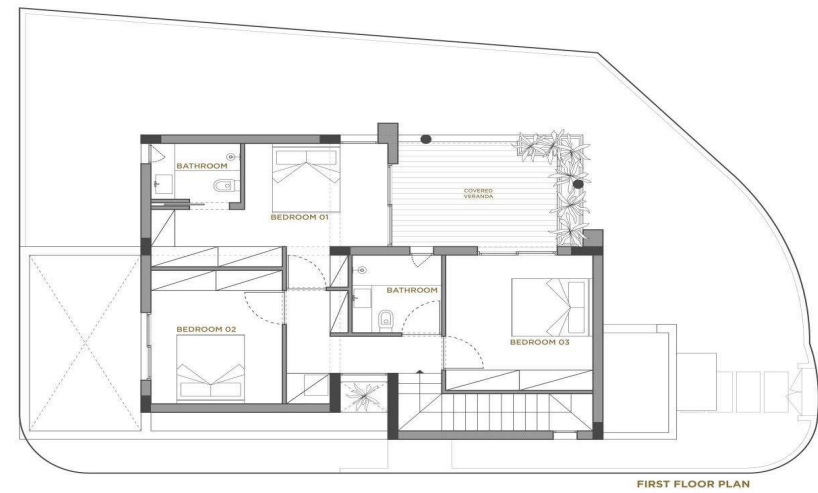 BATHROOM
COVERED
VERANDA
BEDROOM 01
BATHROOM
BEDROOM 02
BEDROOM 03
FIRST FLOOR PLAN